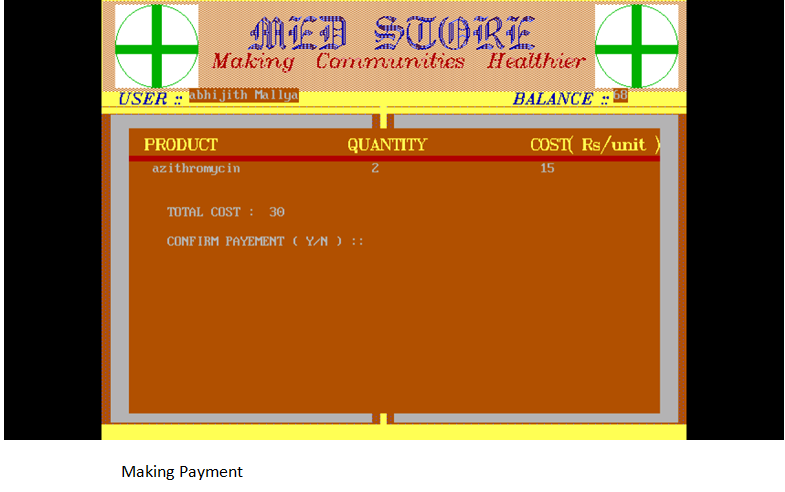 MED STORE
Making Communities Healthier
USER :: abhijith Mallya BALANCE :: 68
PRODUCT QUANTITY COST( Rs/unit )
azithromycin 2 15
TOTAL COST : 30
CONFIRM PAYEMENT ( Y/N ) ::
Making Payment